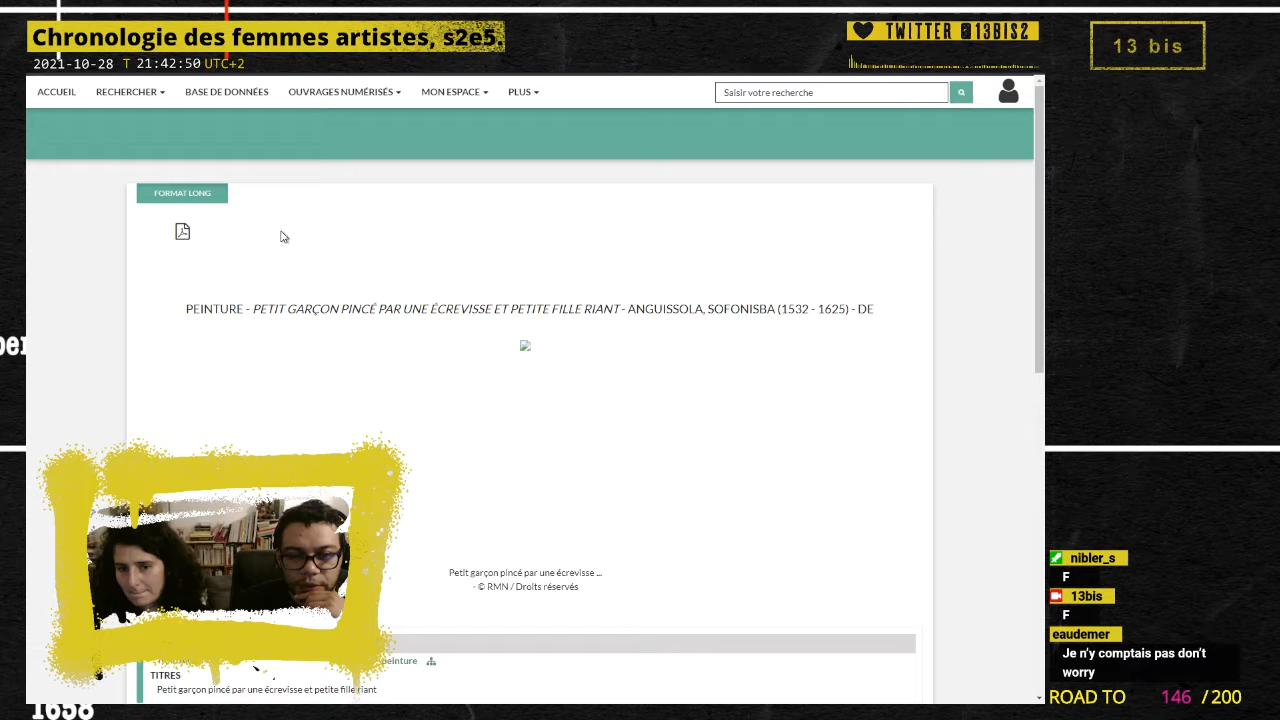 Chronologie des femmes artistes, s2e5
2021-10-28 T 21:42:50 UTC+2
TWITTER @13BIS2
13 bis
ACCUEIL RECHERCHER BASE DE DONNÉES OUVRAGES NUMÉRISÉS MON ESPACE PLUS
Saisir votre recherche
FORMAT LONG
PEINTURE - PETIT GARÇON PINCÉ PAR UNE ÉCREVISSE ET PETITE FILLE RIANT - ANGUISSOLA, SOFONISBA (1532 - 1625) - DE
Petit garçon pincé par une écrevisse ...
- © RMN / Droits réservés
peinture
TITRES
Petit garçon pincé par une écrevisse et petite fille riant
1658
nibler_s
F
13bis
F
eaudemer
Je n'y comptais pas don't
worry
ROAD TO 146 / 200